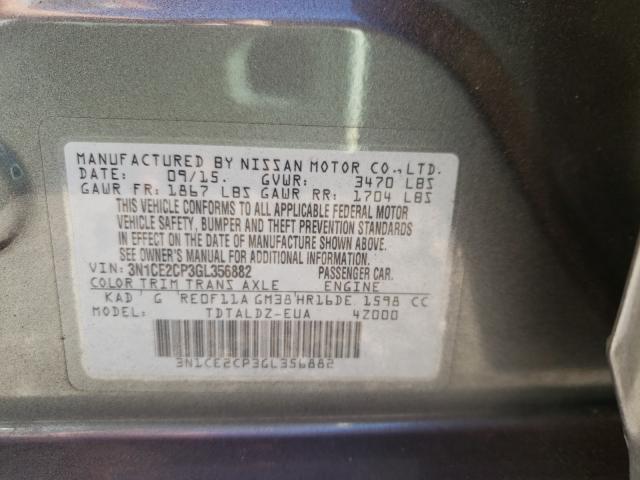 MANUFACTURED BY NISSAN MOTOR CO.,LTD.
DATE: 09/15. GVWR: 3470 LBS
GAWR FR: 1867 LBS GAWR RR: 1704 LBS
THIS VEHICLE CONFORMS TO ALL APPLICABLE FEDERAL MOTOR
VEHICLE SAFETY, BUMPER AND THEFT PREVENTION STANDARDS
IN EFFECT ON THE DATE OF MANUFACTURE SHOWN ABOVE.
SEE OWNER'S MANUAL FOR ADDITIONAL INFORMATION.
VIN: 3N1CE2CP3GL356882 PASSENGER CAR.
COLOR TRIM TRANS AXLE ENGINE
KAD G RE0F11A GM38 HR16DE 1598 CC
MODEL: TDTALDZ-EUA 4Z000
3N1CE2CP3GL356882